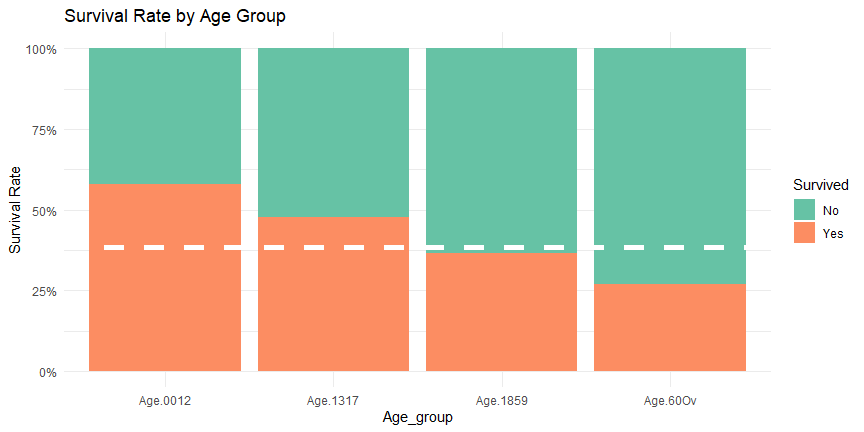 Survival Rate by Age Group
100%
75%
50%
25%
0%
Survival Rate
Age.0012
Age.1317
Age.1859
Age.60Ov
Age_group
Survived
No
Yes